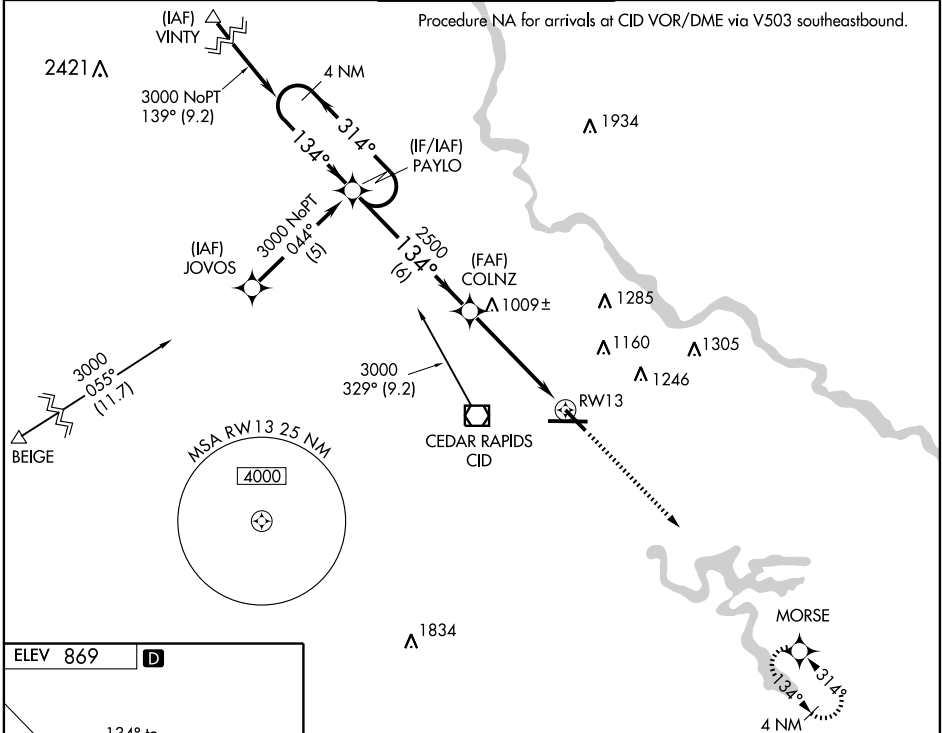 Procedure NA for arrivals at CID VOR/DME via V503 southeastbound.
(IAF)
VINTY
2421
4 NM
3000 NoPT
139° (9.2)
1934
314°
134°
(IF/IAF)
PAYLO
3000 NoPT
044°
(5)
(IAF)
JOVOS
2500
134°
(6)
(FAF)
COLNZ
1009±
1285
1160
1305
1246
3000
055°
(11.7)
3000
329° (9.2)
RW13
BEIGE
CEDAR RAPIDS
CID
MSA RW13 25 NM
4000
MORSE
1834
314°
134°
4 NM
ELEV 869
D